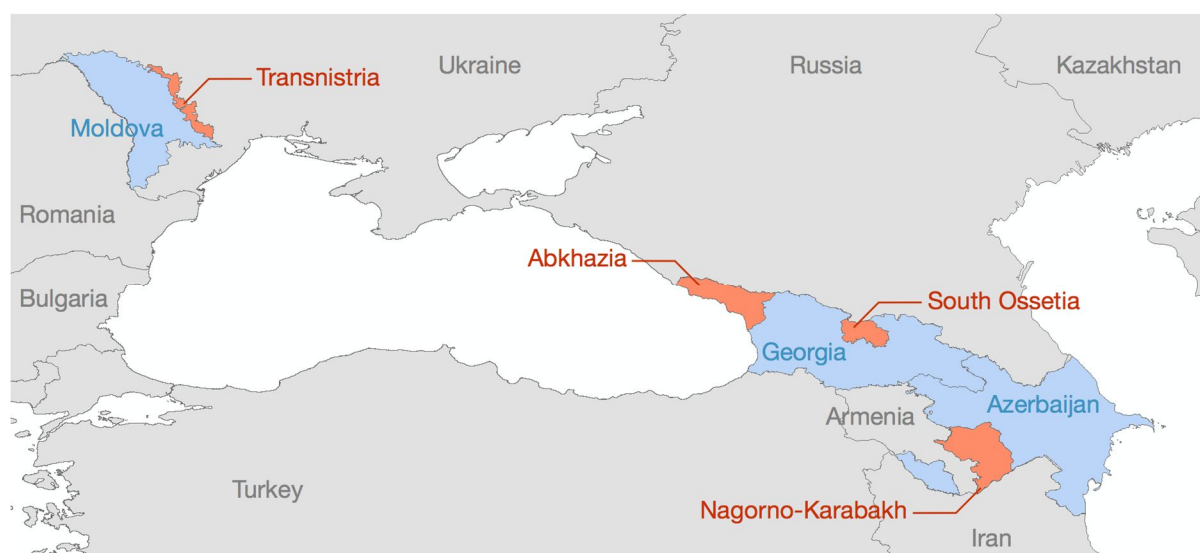 Ukraine
Russia
Kazakhstan
Transnistria
Moldova
Romania
Abkhazia
Bulgaria
South Ossetia
Georgia
Azerbaijan
Armenia
Turkey
Nagorno-Karabakh
Iran